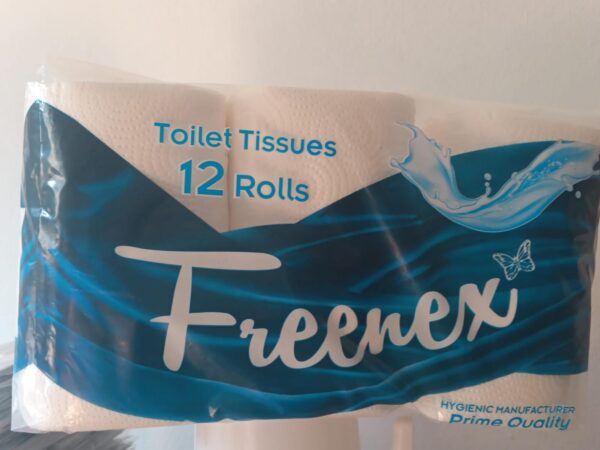 Toilet Tissues
12 Rolls
Freenex
HYGIENIC MANUFACTURER
Prime Quality